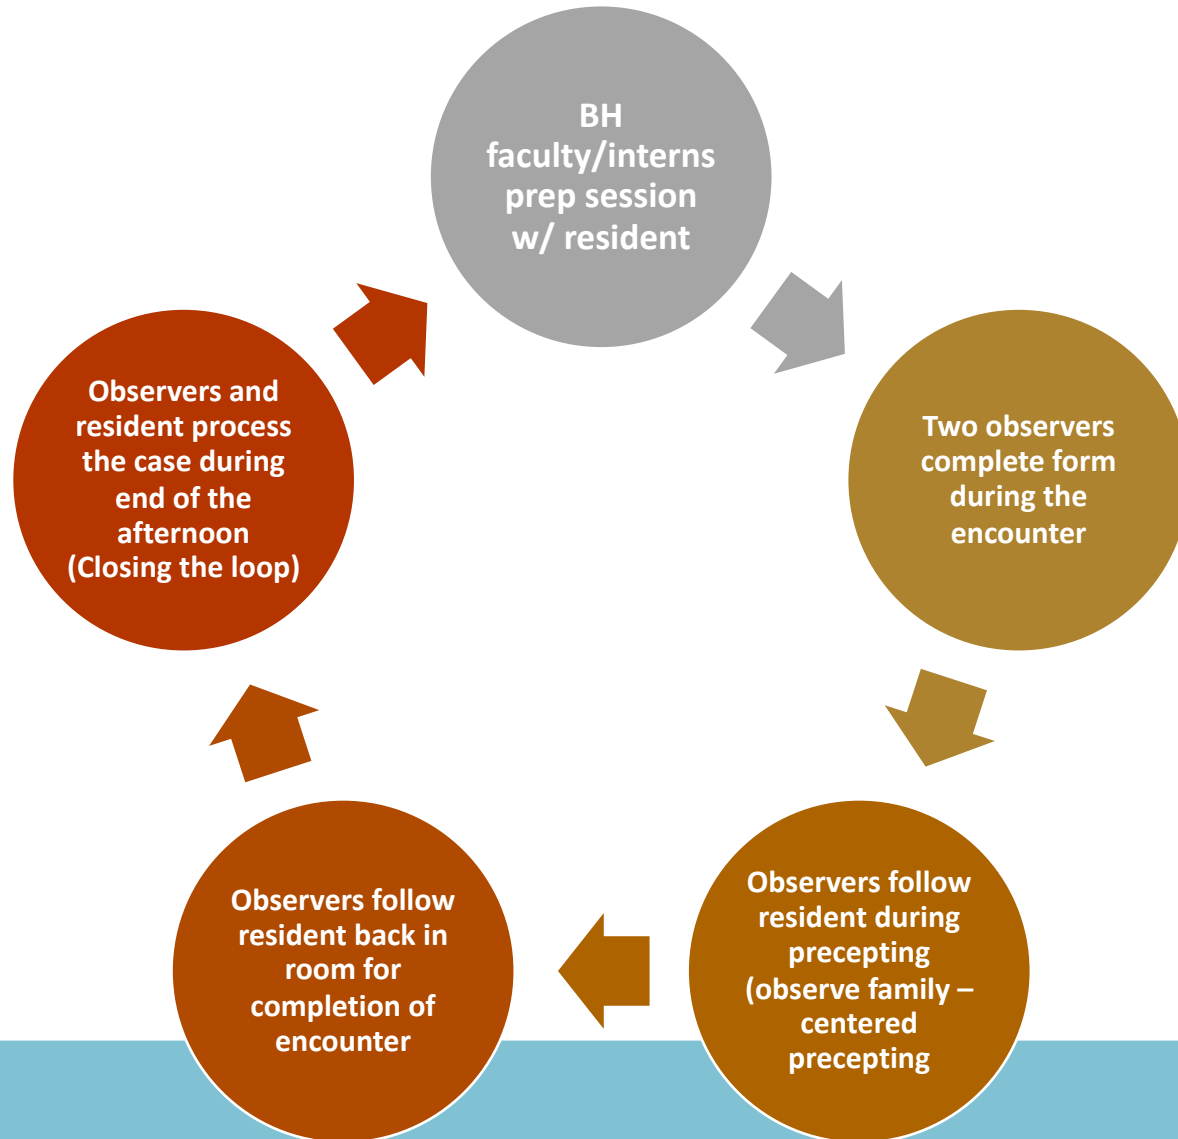 BH
faculty/interns
prep session
w/ resident
Two observers
complete form
during the
encounter
Observers follow
resident during
precepting
(observe family –
centered
precepting
Observers follow
resident back in
room for
completion of
encounter
Observers and
resident process
the case during
end of the
afternoon
(Closing the loop)